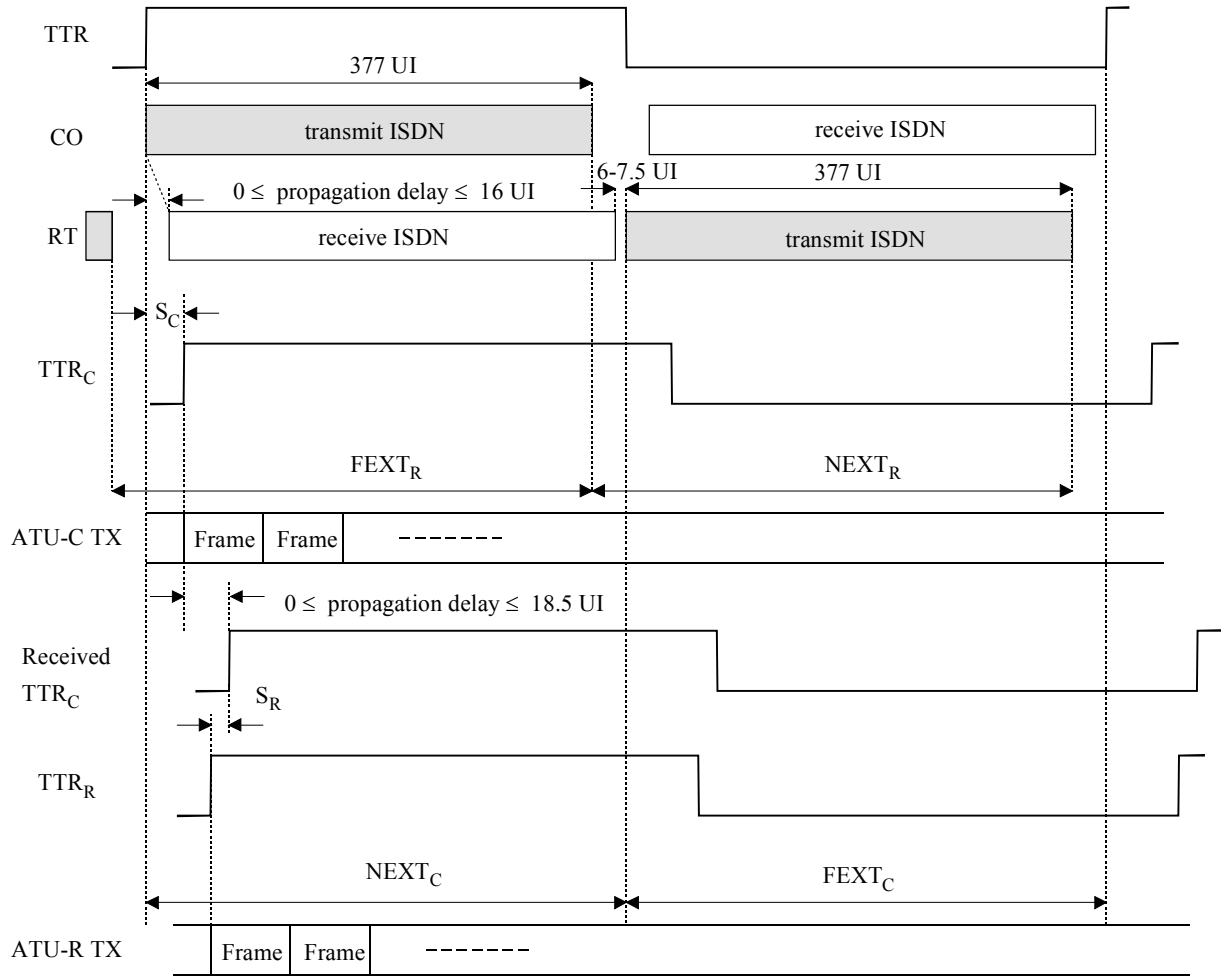 TTR
377 UI
CO
transmit ISDN
receive ISDN
6-7.5 UI
377 UI
0 ≤ propagation delay ≤ 16 UI
RT
receive ISDN
transmit ISDN
S_C
TTR_C
FEXT_R
NEXT_R
ATU-C TX
Frame
Frame
0 ≤ propagation delay ≤ 18.5 UI
Received
TTR_C
S_R
TTR_R
NEXT_C
FEXT_C
ATU-R TX
Frame
Frame